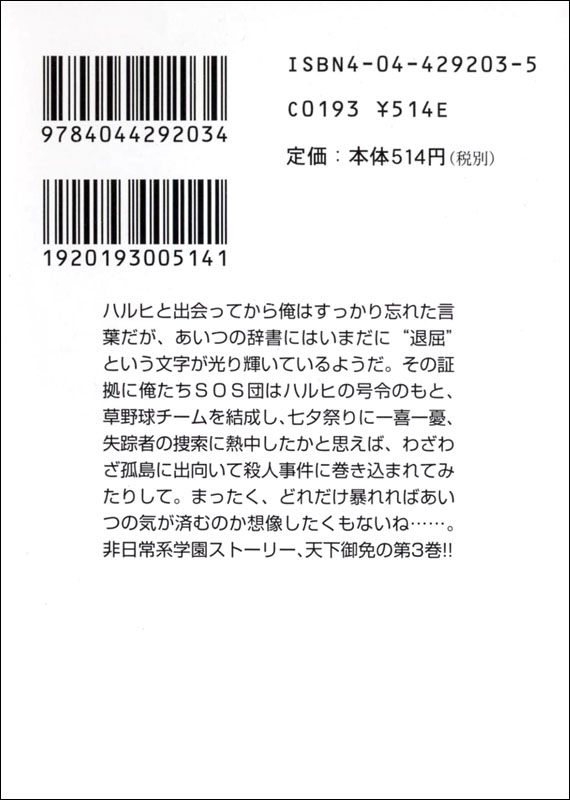 ISBN4-04-429203-5
C0193 ¥514E
定価：本体514円（税別）
9784044292034
1920193005141
ハルヒと出会ってから俺はすっかり忘れた言
葉だが、あいつの辞書にはいまだに“退屈”
という文字が光り輝いているようだ。その証
拠に俺たちＳＯＳ団はハルヒの号令のもと、
草野球チームを結成し、七夕祭りに一喜一憂、
失踪者の捜索に熱中したかと思えば、わざわ
ざ孤島に出向いて殺人事件に巻き込まれてみ
たりして。まったく、どれだけ暴れればあい
つの気が済むのか想像したくもないね……。
非日常系学園ストーリー、天下御免の第3巻!!